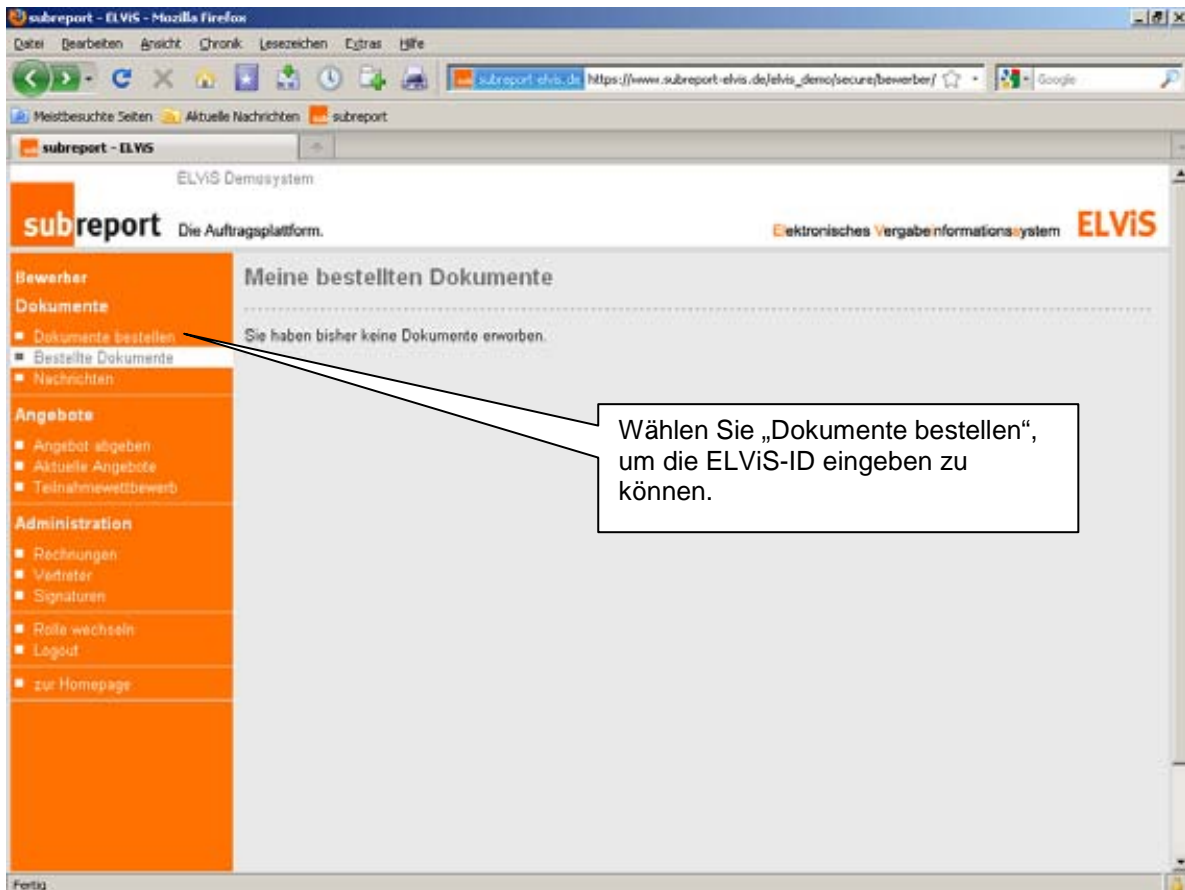 subreport - ELViS - Mozilla Firefox
Datei Bearbeiten Ansicht Chronik Lesezeichen Extras Hilfe
subreport-elvis.de https://www.subreport-elvis.de/elvis_demo/secure/bewerber/ Google
Meistbesuchte Seiten Aktuelle Nachrichten subreport
subreport - ELViS
ELViS Demosystem
subreport Die Auftragsplattform.
Elektronisches Vergabeinformationssystem ELViS
Bewerber
Dokumente
Dokumente bestellen
Bestellte Dokumente
Nachrichten
Angebote
Angebot abgeben
Aktuelle Angebote
Teilnahmewettbewerb
Administration
Rechnungen
Vertreter
Signaturen
Rolle wechseln
Logout
zur Homepage
Meine bestellten Dokumente
Sie haben bisher keine Dokumente erworben.
Wählen Sie „Dokumente bestellen“,
um die ELViS-ID eingeben zu
können.
Fertig